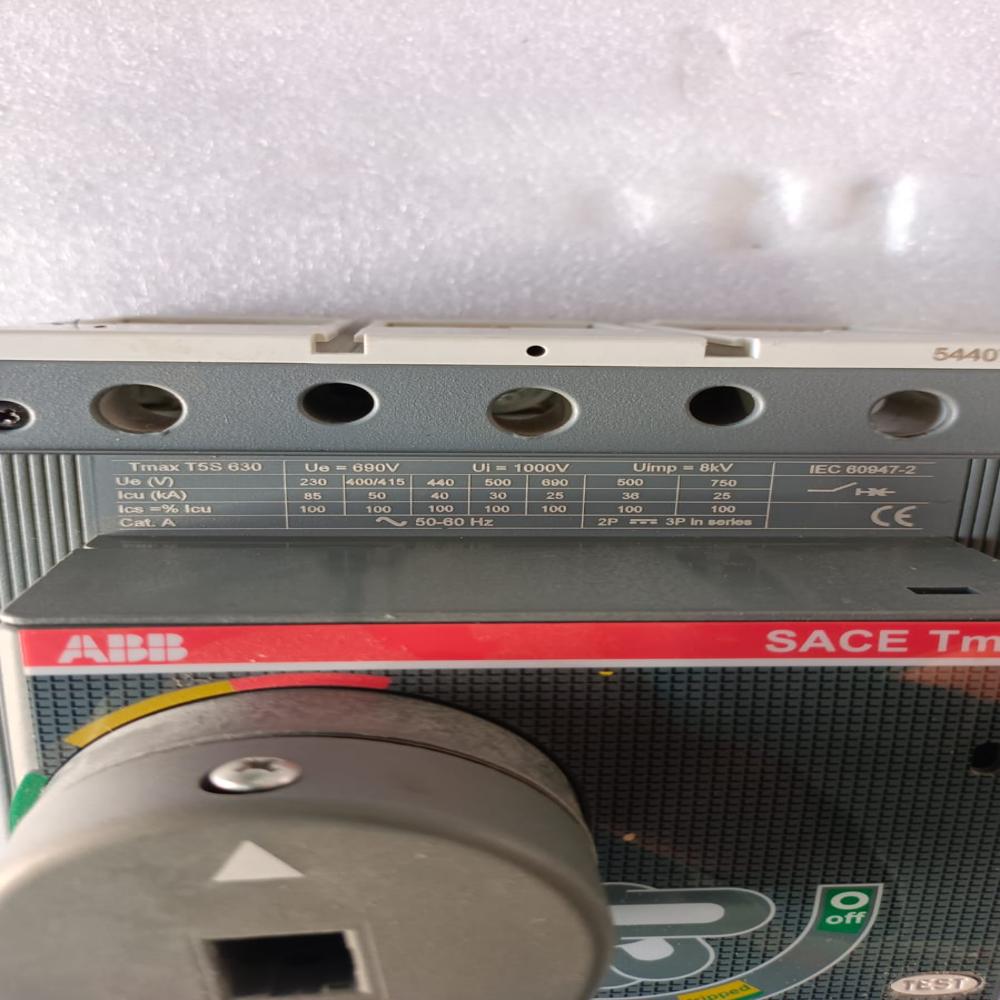 5440
Tmax T5S 630 Ue = 690V Ui = 1000V Uimp = 8kV IEC 60947-2
Ue (V) 230 400/415 440 500 690 500 750
Icu (kA) 85 50 40 30 25 36 25
Ics =% Icu 100 100 100 100 100 100 100
Cat. A ~ 50-60 Hz 2P ⎓ 3P in series CE
ABB SACE Tm
O
off
TEST